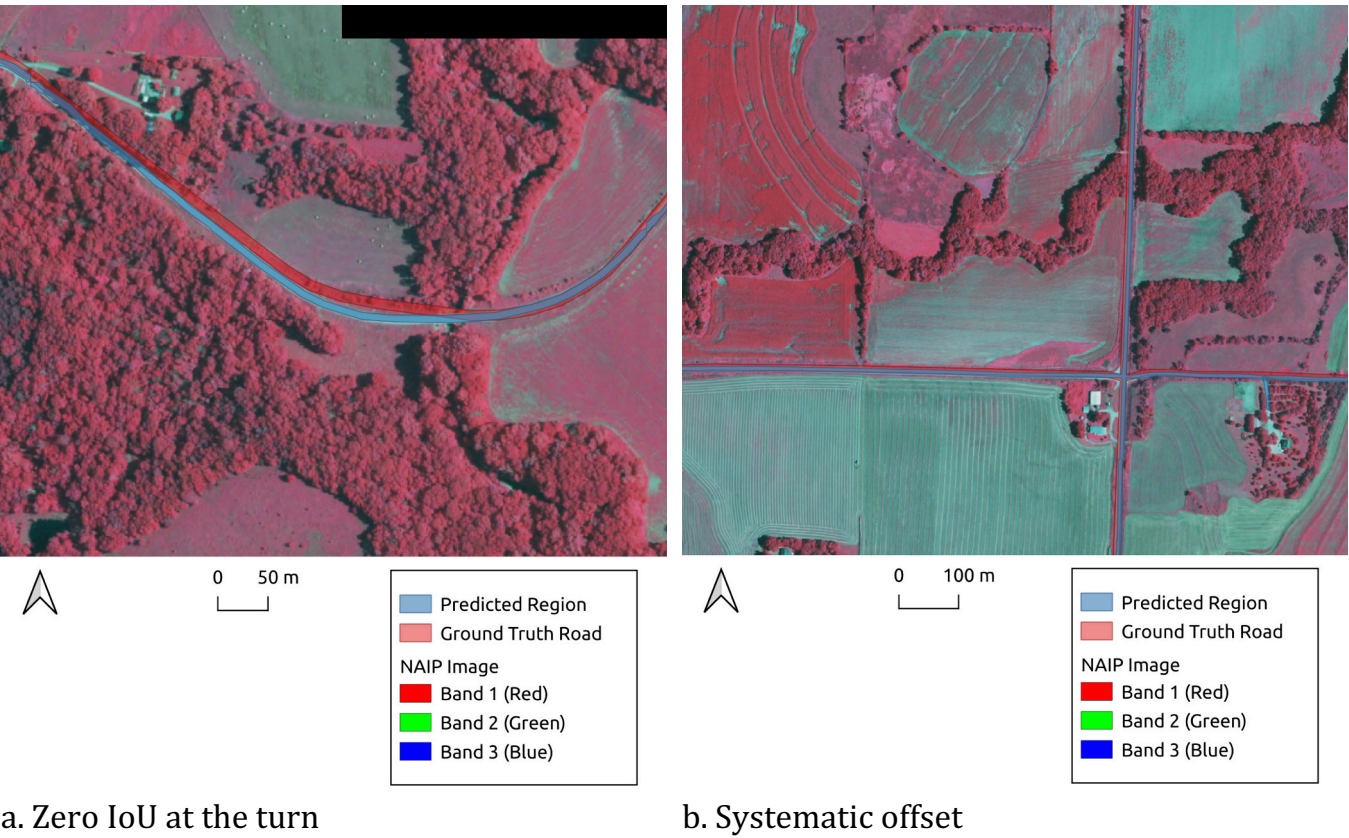 0 50 m
Predicted Region
Ground Truth Road
NAIP Image
Band 1 (Red)
Band 2 (Green)
Band 3 (Blue)
a. Zero IoU at the turn
0 100 m
Predicted Region
Ground Truth Road
NAIP Image
Band 1 (Red)
Band 2 (Green)
Band 3 (Blue)
b. Systematic offset